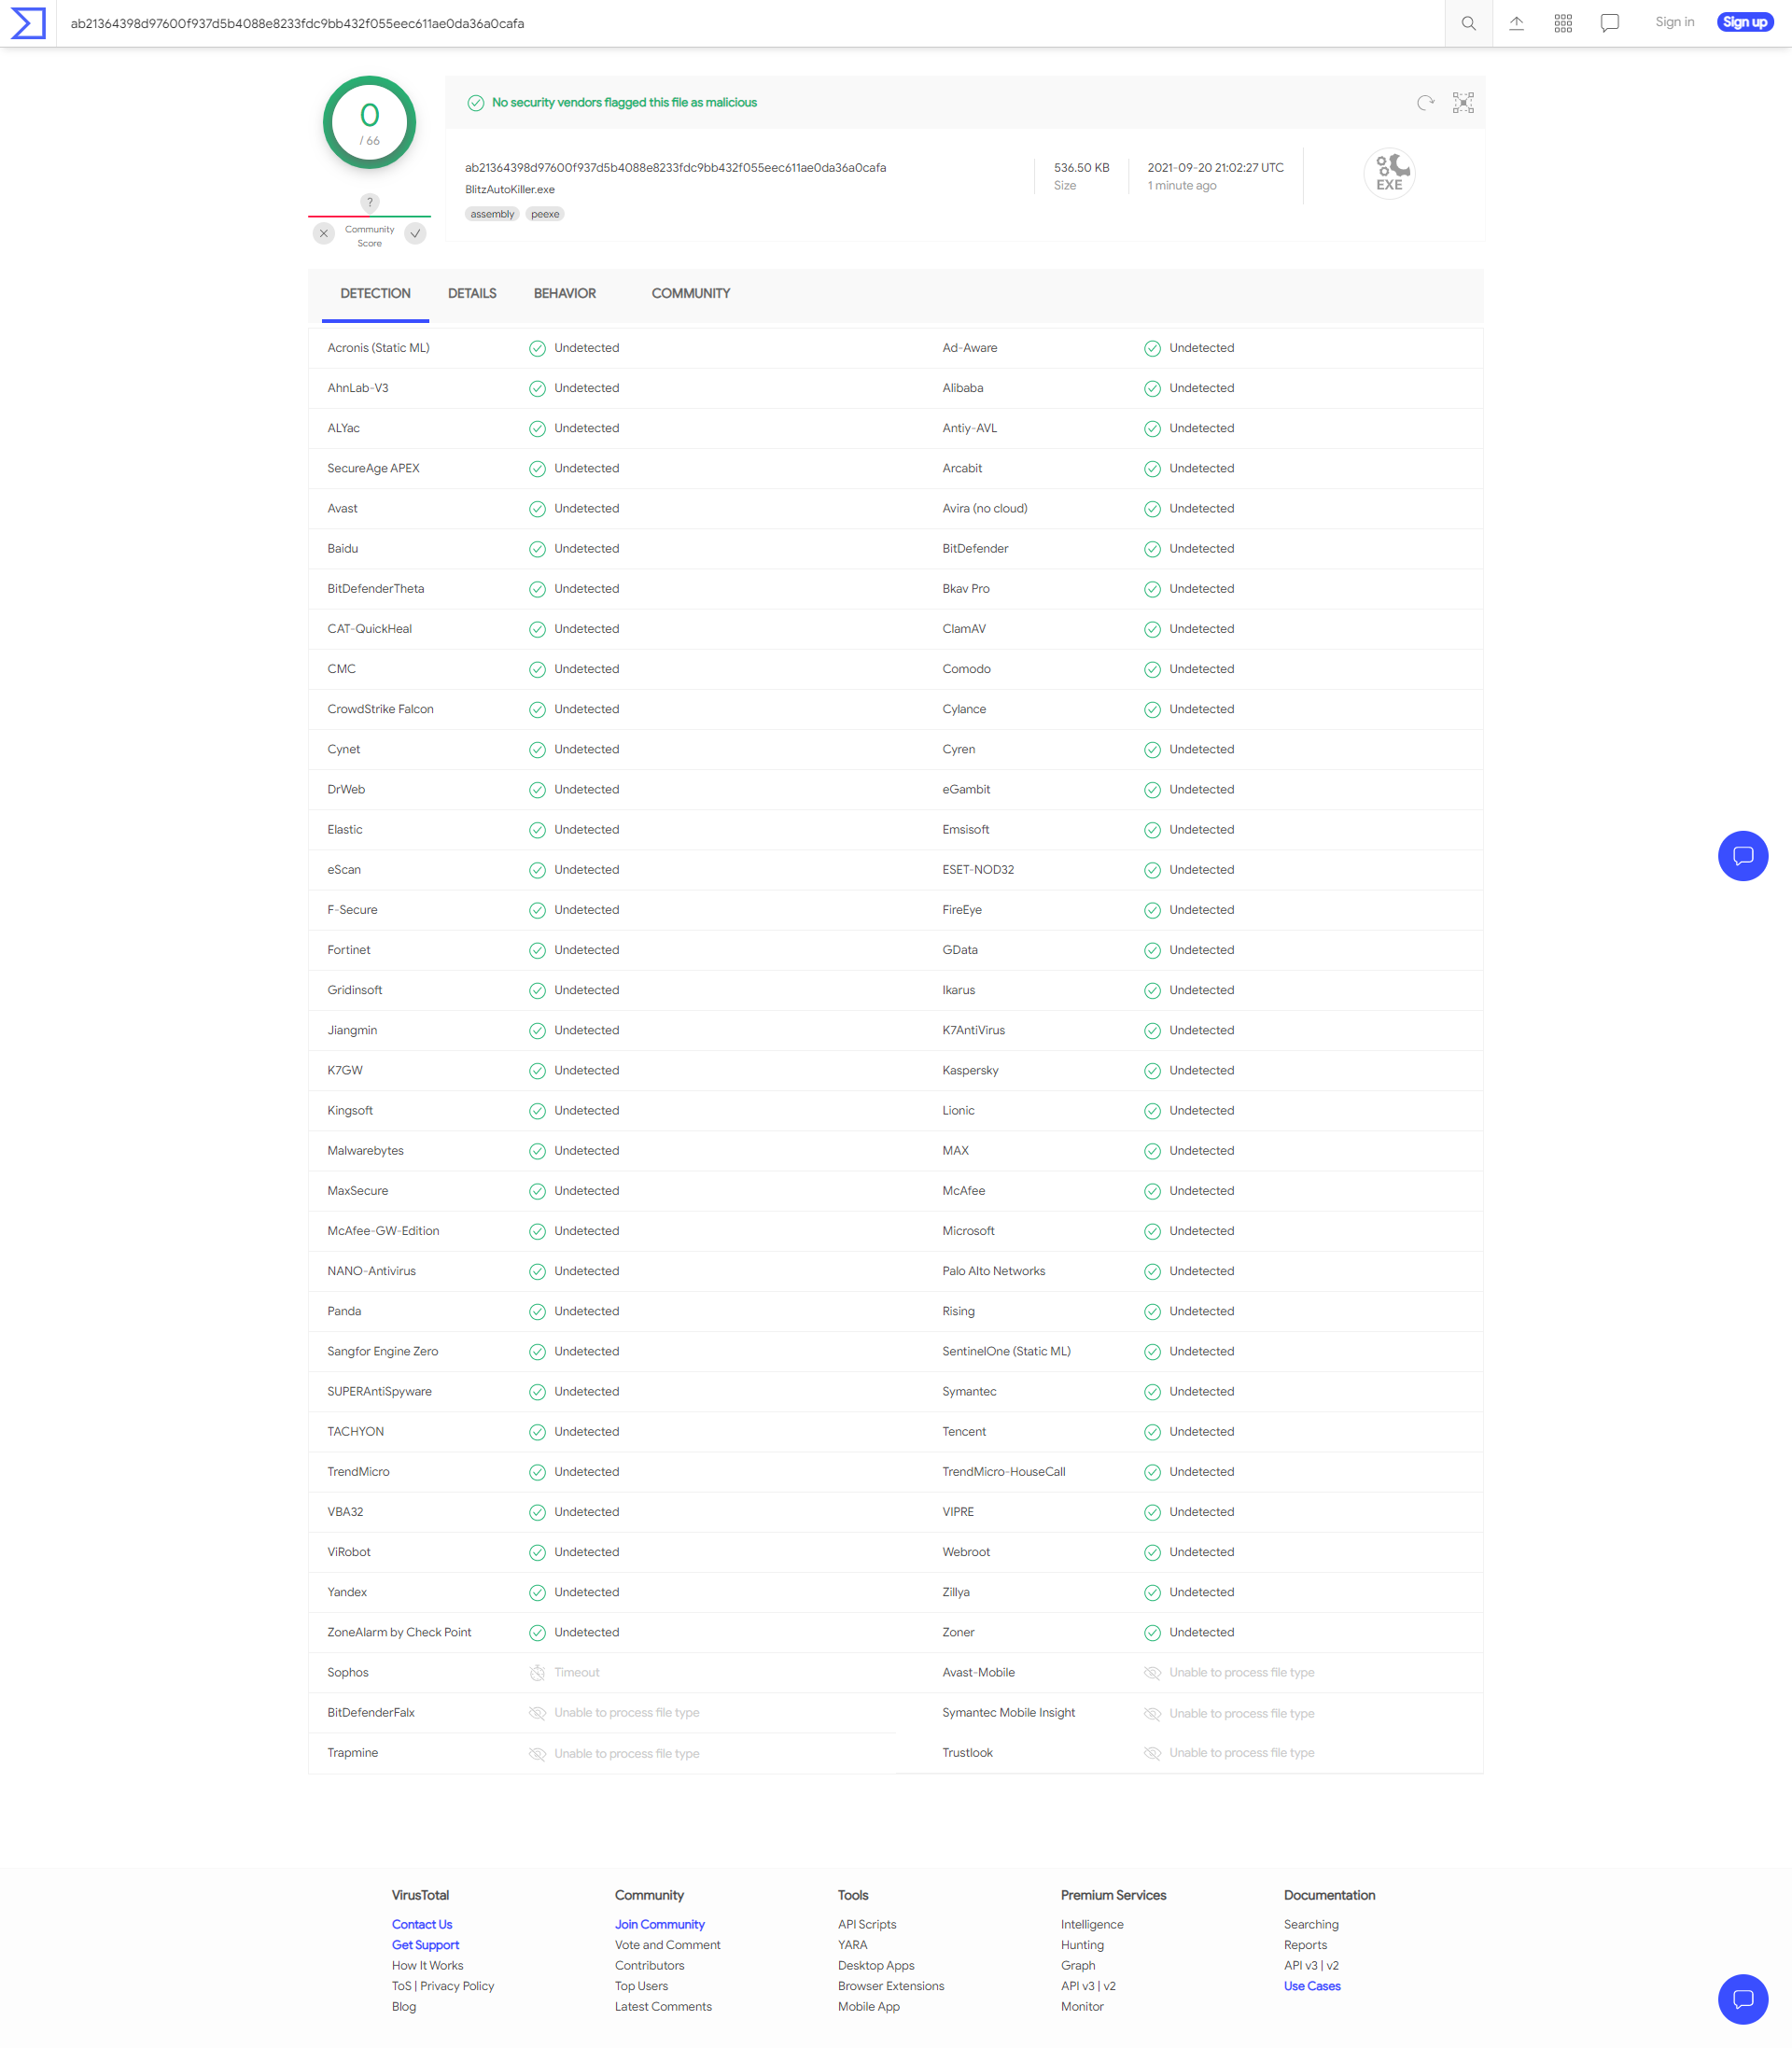 ab21364398d97600f937d5b4088e8233fdc9bb432f055eec611ae0da36a0cafa
Sign in
Sign up
0
/ 66
?
Community
Score
No security vendors flagged this file as malicious
ab21364398d97600f937d5b4088e8233fdc9bb432f055eec611ae0da36a0cafa
BlitzAutoKiller.exe
assembly peexe
536.50 KB
Size
2021-09-20 21:02:27 UTC
1 minute ago
EXE
DETECTION DETAILS BEHAVIOR COMMUNITY
Acronis (Static ML) Undetected Ad-Aware Undetected
AhnLab-V3 Undetected Alibaba Undetected
ALYac Undetected Antiy-AVL Undetected
SecureAge APEX Undetected Arcabit Undetected
Avast Undetected Avira (no cloud) Undetected
Baidu Undetected BitDefender Undetected
BitDefenderTheta Undetected Bkav Pro Undetected
CAT-QuickHeal Undetected ClamAV Undetected
CMC Undetected Comodo Undetected
CrowdStrike Falcon Undetected Cylance Undetected
Cynet Undetected Cyren Undetected
DrWeb Undetected eGambit Undetected
Elastic Undetected Emsisoft Undetected
eScan Undetected ESET-NOD32 Undetected
F-Secure Undetected FireEye Undetected
Fortinet Undetected GData Undetected
Gridinsoft Undetected Ikarus Undetected
Jiangmin Undetected K7AntiVirus Undetected
K7GW Undetected Kaspersky Undetected
Kingsoft Undetected Lionic Undetected
Malwarebytes Undetected MAX Undetected
MaxSecure Undetected McAfee Undetected
McAfee-GW-Edition Undetected Microsoft Undetected
NANO-Antivirus Undetected Palo Alto Networks Undetected
Panda Undetected Rising Undetected
Sangfor Engine Zero Undetected SentinelOne (Static ML) Undetected
SUPERAntiSpyware Undetected Symantec Undetected
TACHYON Undetected Tencent Undetected
TrendMicro Undetected TrendMicro-HouseCall Undetected
VBA32 Undetected VIPRE Undetected
ViRobot Undetected Webroot Undetected
Yandex Undetected Zillya Undetected
ZoneAlarm by Check Point Undetected Zoner Undetected
Sophos Timeout Avast-Mobile Unable to process file type
BitDefenderFalx Unable to process file type Symantec Mobile Insight Unable to process file type
Trapmine Unable to process file type Trustlook Unable to process file type
VirusTotal
Contact Us
Get Support
How It Works
ToS | Privacy Policy
Blog
Community
Join Community
Vote and Comment
Contributors
Top Users
Latest Comments
Tools
API Scripts
YARA
Desktop Apps
Browser Extensions
Mobile App
Premium Services
Intelligence
Hunting
Graph
API v3 | v2
Monitor
Documentation
Searching
Reports
API v3 | v2
Use Cases